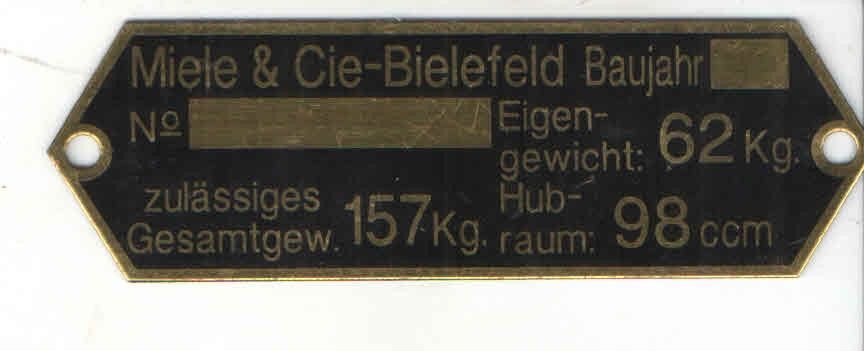 Miele & Cie-Bielefeld Baujahr
Nº
Eigen-
gewicht: 62 Kg.
zulässiges
Gesamtgew. 157 Kg.
Hub-
raum: 98 ccm